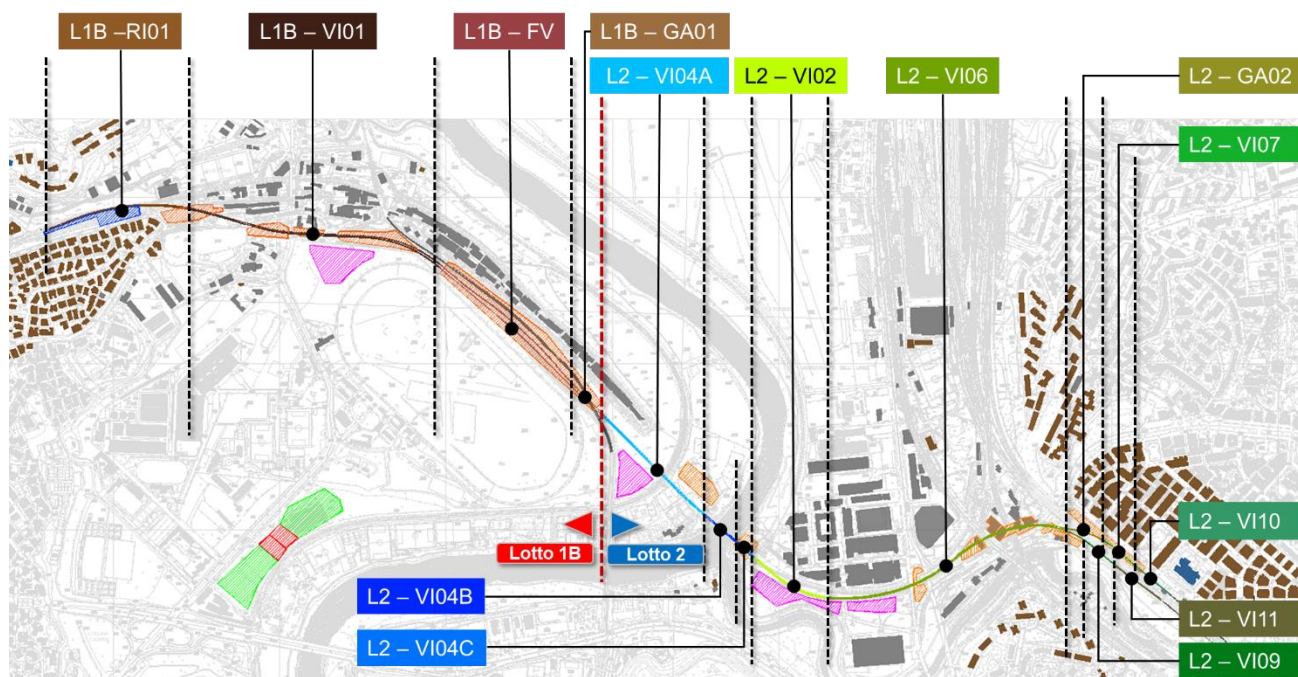 L1B –RI01
L1B – VI01
L1B – FV
L1B – GA01
L2 – VI04A
L2 – VI02
L2 – VI06
L2 – GA02
L2 – VI07
L2 – VI10
Lotto 1B
Lotto 2
L2 – VI04B
L2 – VI11
L2 – VI04C
L2 – VI09